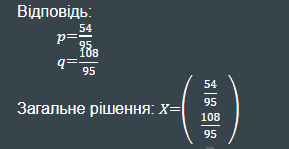 Відповідь:
p=54/95
q=108/95
Загальне рішення: X=(54/95
108/95)